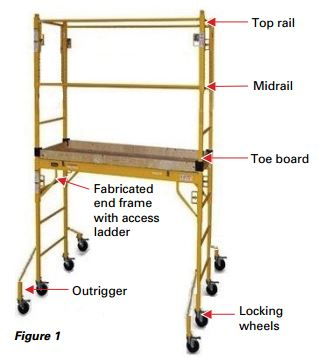 Top rail
Midrail
Toe board
Fabricated
end frame
with access
ladder
Outrigger
Locking
wheels
Figure 1